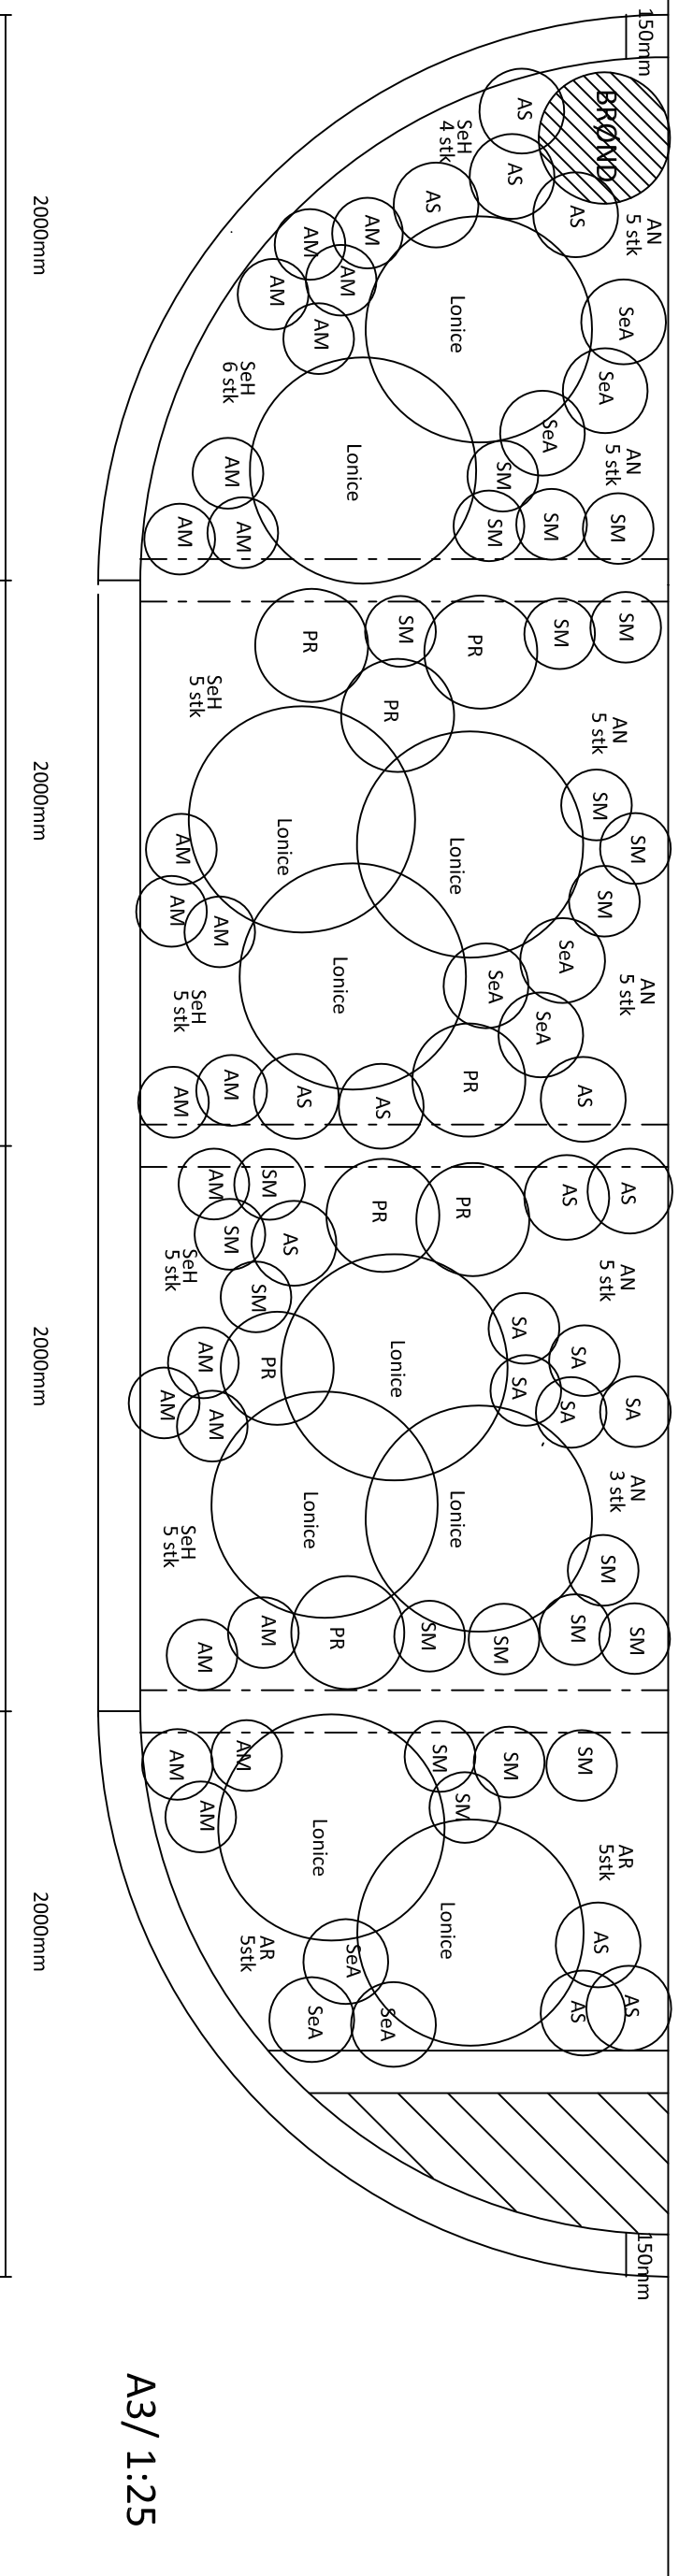 150mm
BRØND
AS
SeH
4 stk
AS
AS
AS
AN
5 stk
AM
AM
AM
AM
AM
Lonice
SeA
SeA
SeA
SeH
6 stk
Lonice
AN
5 stk
SM
SM
SM
SM
AM
AM
AM
2000mm
PR
SM
PR
SM
SM
PR
SeH
5 stk
AN
5 stk
SM
SM
SM
Lonice
Lonice
AM
AM
AM
Lonice
SeA
SeA
SeA
AN
5 stk
SeH
5 stk
AM
AM
AS
AS
PR
AS
2000mm
AM
SM
SM
AS
SM
PR
PR
AS
AS
SeH
5 stk
AN
5 stk
SA
SA
SA
SA
SA
AM
AM
AM
PR
Lonice
AN
3 stk
Lonice
Lonice
SeH
5 stk
SM
SM
SM
SM
SM
PR
AM
AM
2000mm
AM
AM
AM
SM
SM
SM
SM
AR
5stk
Lonice
Lonice
AS
AS
AS
AR
5stk
SeA
SeA
SeA
2000mm
150mm
A3/ 1:25